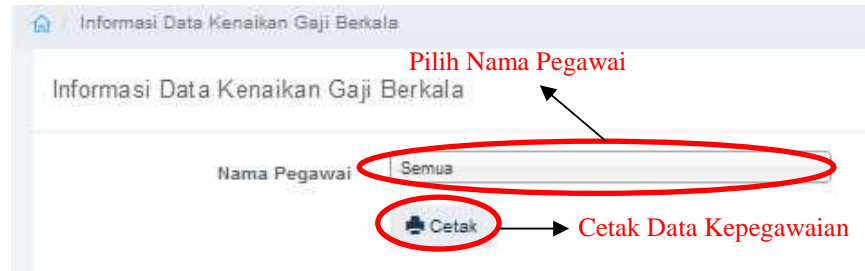 Informasi Data Kenaikan Gaji Berkala
Pilih Nama Pegawai
Informasi Data Kenaikan Gaji Berkala
Nama Pegawai
Semua
Cetak
Cetak Data Kepegawaian